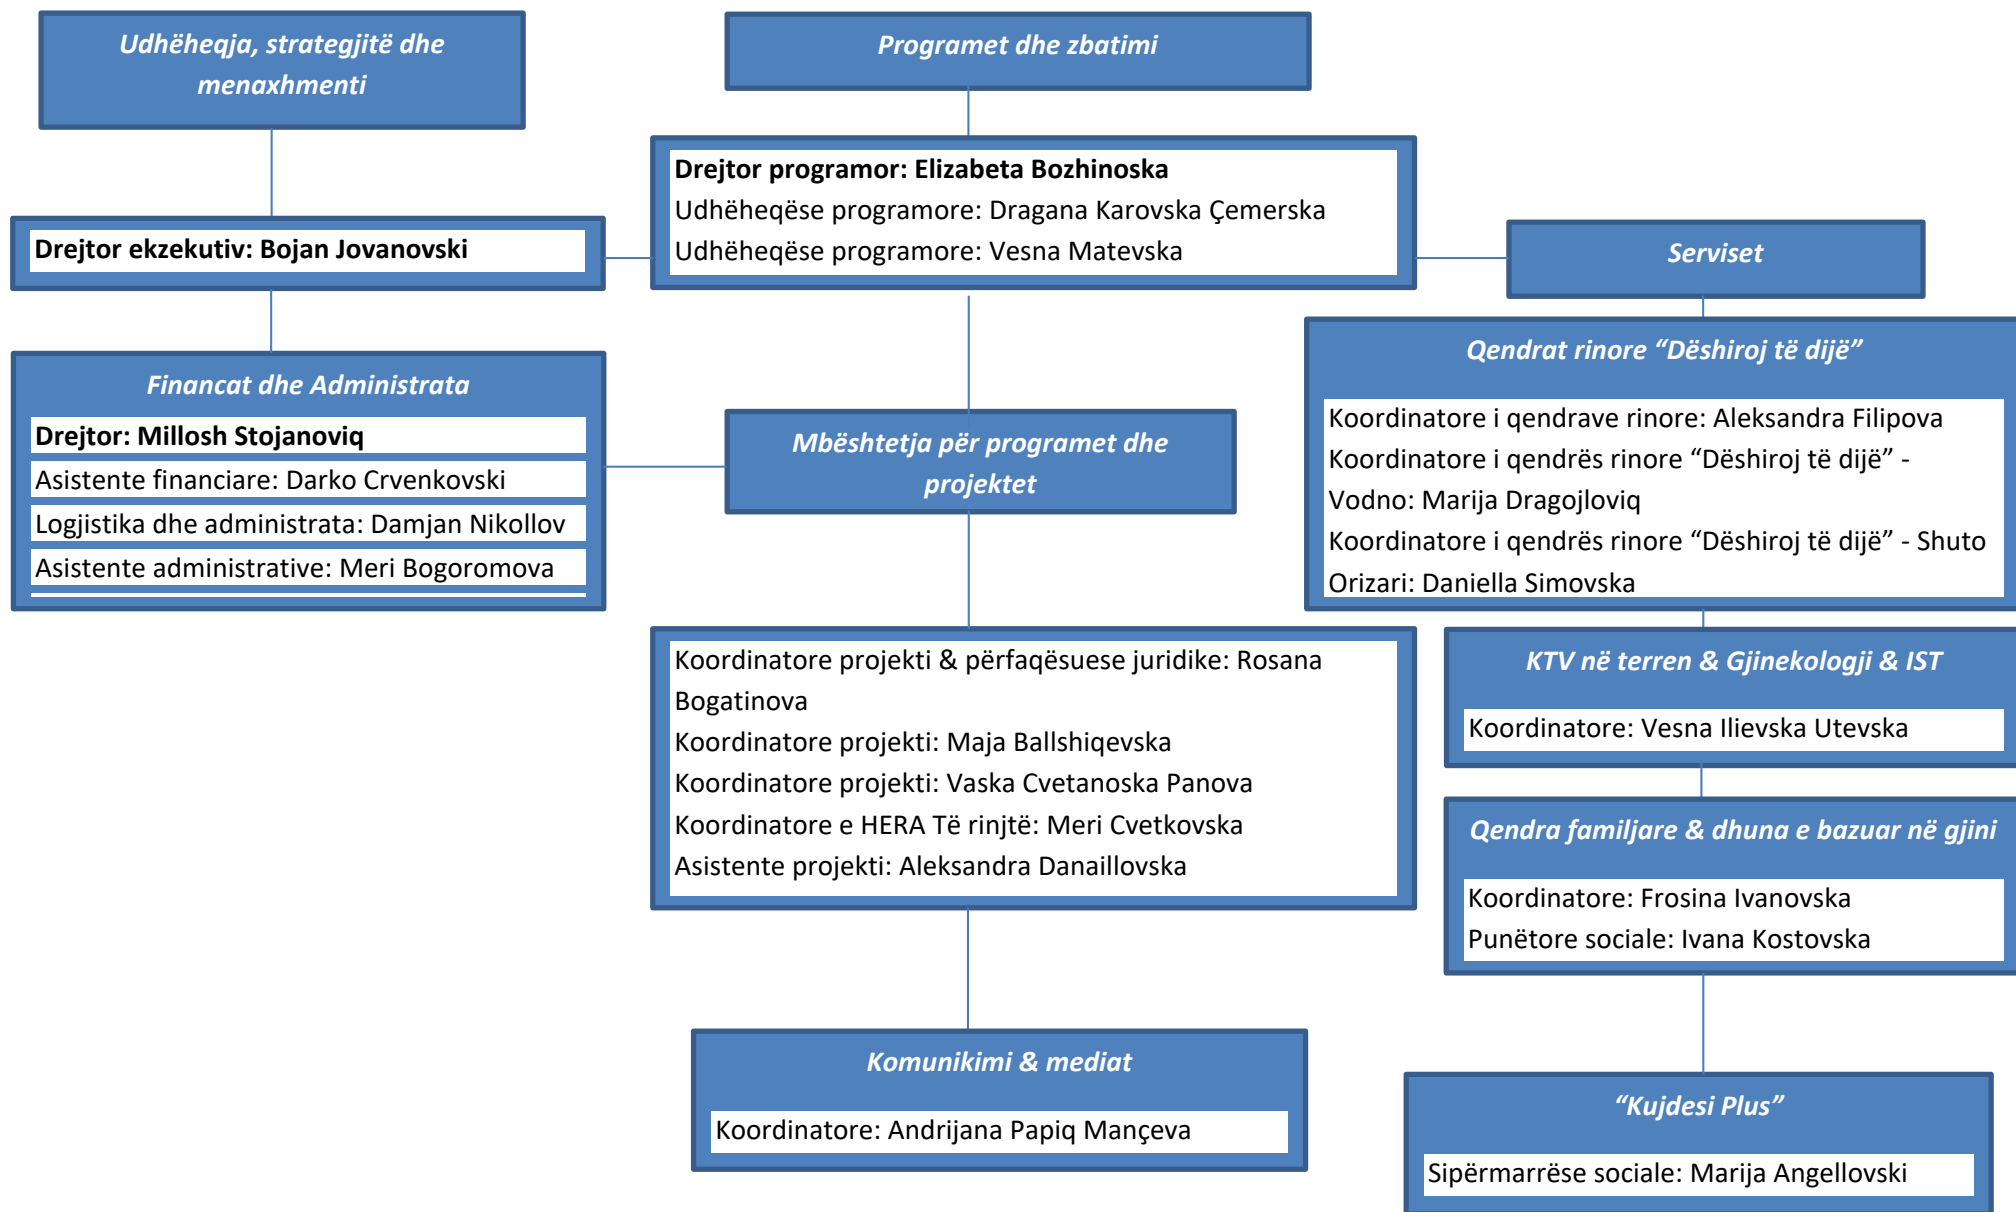 Udhëheqja, strategjitë dhe
menaxhmenti
Programet dhe zbatimi
Drejtor programor: Elizabeta Bozhinoska
Udhëheqëse programore: Dragana Karovska Çemerska
Udhëheqëse programore: Vesna Matevska
Drejtor ekzekutiv: Bojan Jovanovski
Serviset
Financat dhe Administrata
Drejtor: Millosh Stojanoviq
Asistente financiare: Darko Crvenkovski
Logjistika dhe administrata: Damjan Nikollov
Asistente administrative: Meri Bogoromova
Mbështetja për programet dhe
projektet
Qendrat rinore “Dëshiroj të dijë”
Koordinatore i qendrave rinore: Aleksandra Filipova
Koordinatore i qendrës rinore “Dëshiroj të dijë” -
Vodno: Marija Dragojloviq
Koordinatore i qendrës rinore “Dëshiroj të dijë” - Shuto
Orizari: Daniella Simovska
Koordinatore projekti & përfaqësuese juridike: Rosana
Bogatinova
Koordinatore projekti: Maja Ballshiqevska
Koordinatore projekti: Vaska Cvetanoska Panova
Koordinatore e HERA Të rinjtë: Meri Cvetkovska
Asistente projekti: Aleksandra Danaillovska
KTV në terren & Gjinekologji & IST
Koordinatore: Vesna Ilievska Utevska
Qendra familjare & dhuna e bazuar në gjini
Koordinatore: Frosina Ivanovska
Punëtore sociale: Ivana Kostovska
Komunikimi & mediat
Koordinatore: Andrijana Papiq Mançeva
“Kujdesi Plus”
Sipërmarrëse sociale: Marija Angellovski